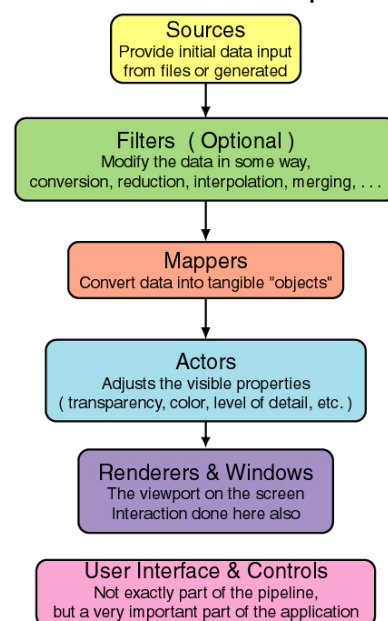 Sources
Provide initial data input
from files or generated
Filters ( Optional )
Modify the data in some way,
conversion, reduction, interpolation, merging, . . .
Mappers
Convert data into tangible "objects"
Actors
Adjusts the visible properties
( transparency, color, level of detail, etc. )
Renderers & Windows
The viewport on the screen
Interaction done here also
User Interface & Controls
Not exactly part of the pipeline,
but a very important part of the application